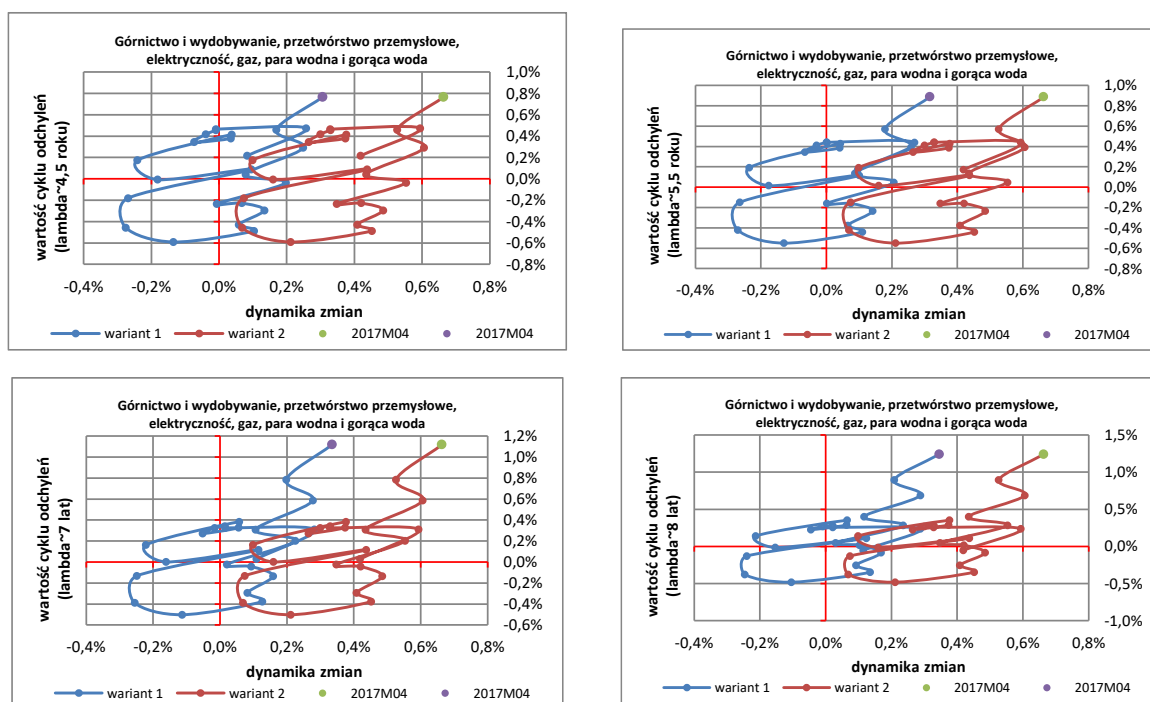 Górnictwo i wydobywanie, przetwórstwo przemysłowe,
elektryczność, gaz, para wodna i gorąca woda
1,0%
0,8%
0,6%
0,4%
0,2%
0,0%
-0,2%
-0,4%
-0,6%
-0,8%
wartość cyklu odchyleń
(lambda~4,5 roku)
-0,4% -0,2% 0,0% 0,2% 0,4% 0,6% 0,8%
dynamika zmian
wariant 1 wariant 2 2017M04 2017M04
Górnictwo i wydobywanie, przetwórstwo przemysłowe,
elektryczność, gaz, para wodna i gorąca woda
1,0%
0,8%
0,6%
0,4%
0,2%
0,0%
-0,2%
-0,4%
-0,6%
-0,8%
wartość cyklu odchyleń
(lambda~5,5 roku)
-0,4% -0,2% 0,0% 0,2% 0,4% 0,6% 0,8%
dynamika zmian
wariant 1 wariant 2 2017M04 2017M04
Górnictwo i wydobywanie, przetwórstwo przemysłowe,
elektryczność, gaz, para wodna i gorąca woda
1,2%
1,0%
0,8%
0,6%
0,4%
0,2%
0,0%
-0,2%
-0,4%
-0,6%
wartość cyklu odchyleń
(lambda~7 lat)
-0,4% -0,2% 0,0% 0,2% 0,4% 0,6% 0,8%
dynamika zmian
wariant 1 wariant 2 2017M04 2017M04
Górnictwo i wydobywanie, przetwórstwo przemysłowe,
elektryczność, gaz, para wodna i gorąca woda
1,5%
1,0%
0,5%
0,0%
-0,5%
-1,0%
wartość cyklu odchyleń
(lambda~8 lat)
-0,4% -0,2% 0,0% 0,2% 0,4% 0,6% 0,8%
dynamika zmian
wariant 1 wariant 2 2017M04 2017M04